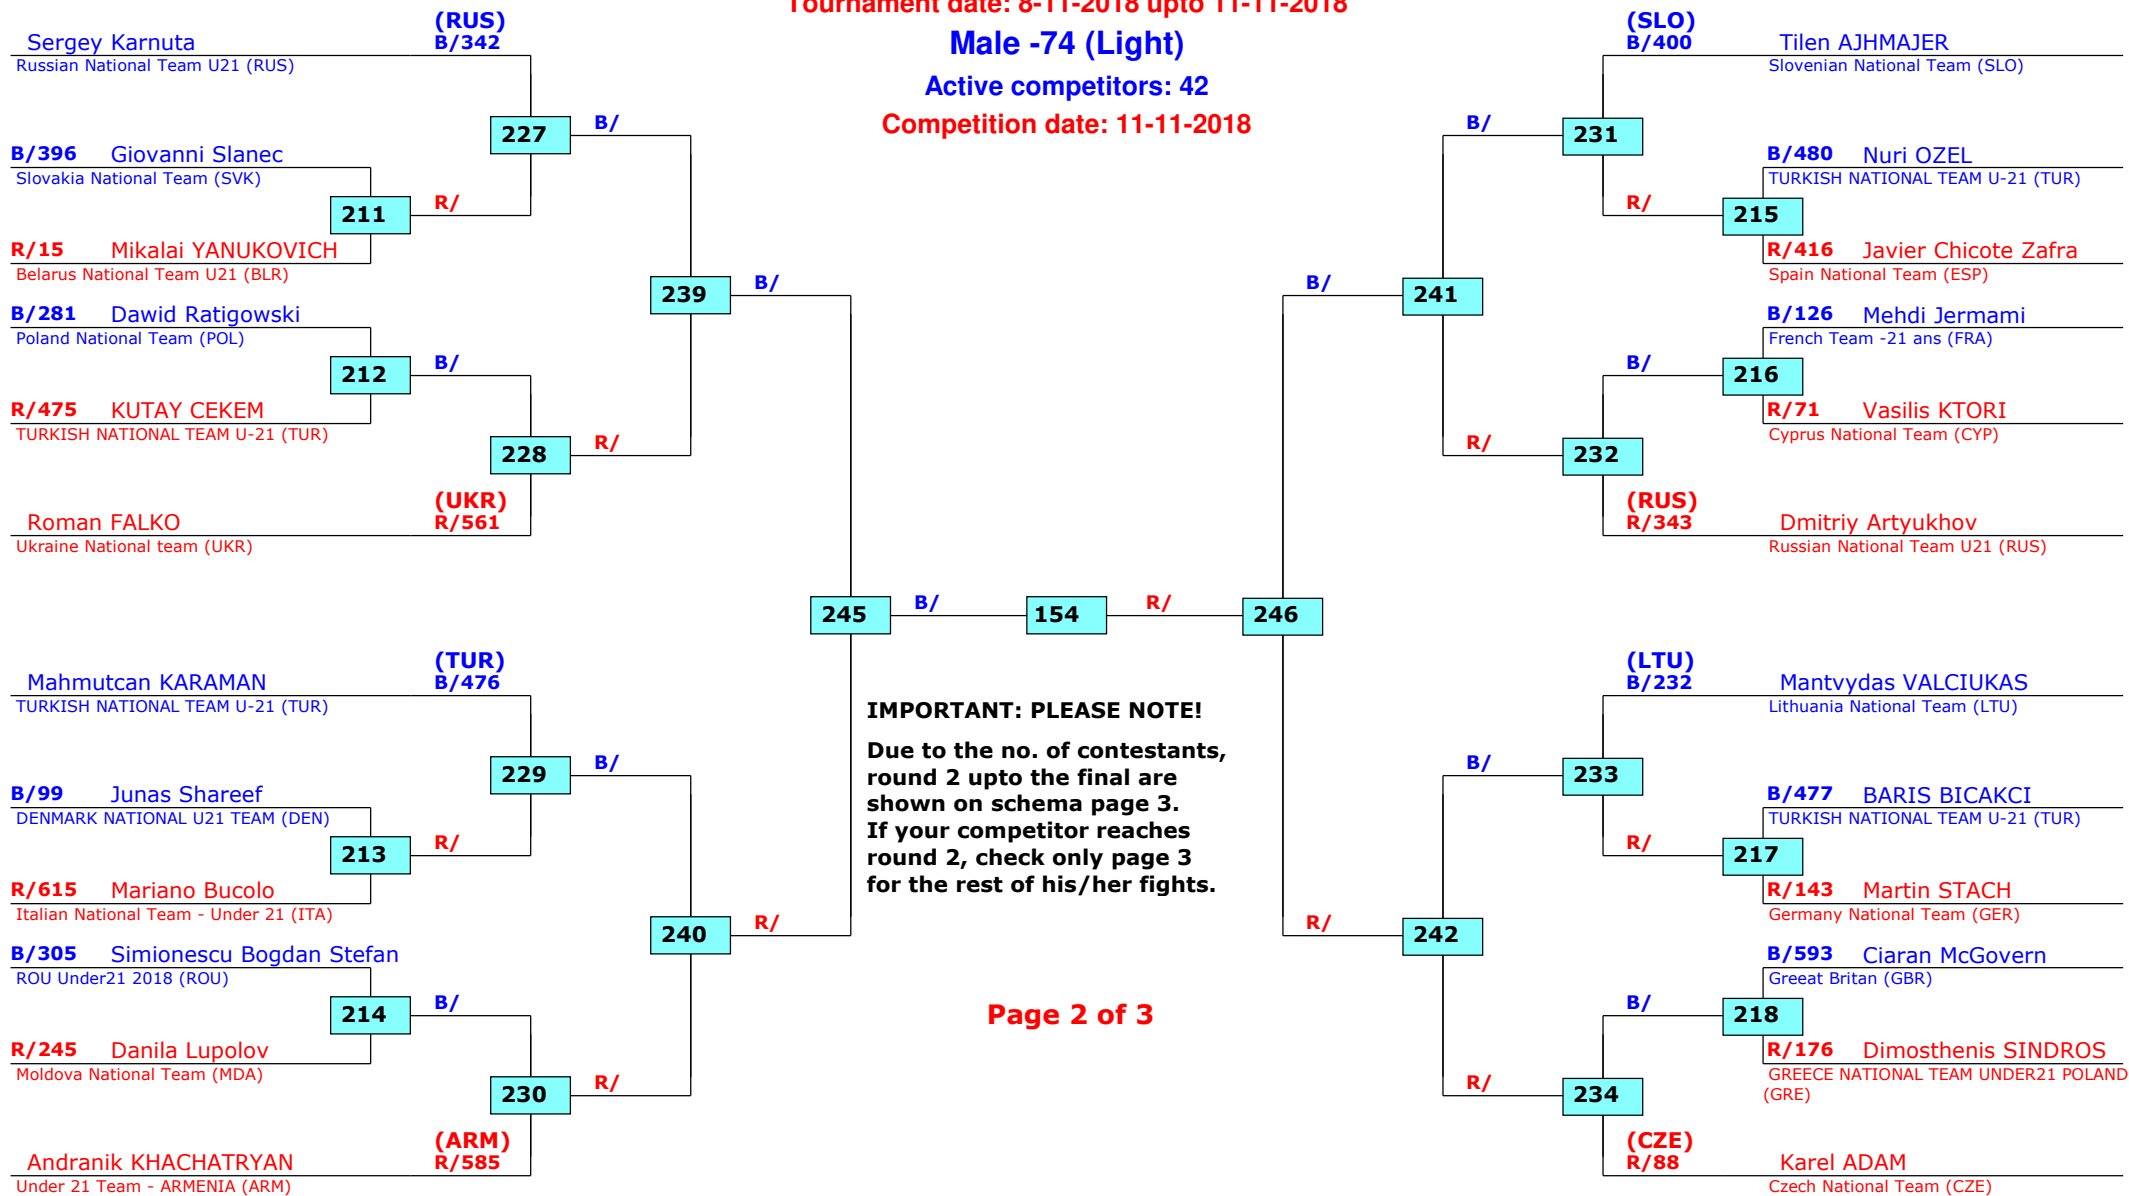 Tournament date: 8-11-2018 upto 11-11-2018
Male -74 (Light)
Active competitors: 42
Competition date: 11-11-2018
(RUS)
Sergey Karnuta B/342
Russian National Team U21 (RUS)
227 B/
B/396 Giovanni Slanec
Slovakia National Team (SVK)
211 R/
R/15 Mikalai YANUKOVICH
Belarus National Team U21 (BLR)
239 B/
B/281 Dawid Ratigowski
Poland National Team (POL)
212 B/
R/475 KUTAY CEKEM
TURKISH NATIONAL TEAM U-21 (TUR)
228 R/
(UKR)
Roman FALKO R/561
Ukraine National team (UKR)
245 B/
(TUR)
Mahmutcan KARAMAN B/476
TURKISH NATIONAL TEAM U-21 (TUR)
229 B/
B/99 Junas Shareef
DENMARK NATIONAL U21 TEAM (DEN)
213 R/
R/615 Mariano Bucolo
Italian National Team - Under 21 (ITA)
240 R/
B/305 Simionescu Bogdan Stefan
ROU Under21 2018 (ROU)
214 B/
R/245 Danila Lupolov
Moldova National Team (MDA)
230 R/
(ARM)
Andranik KHACHATRYAN R/585
Under 21 Team - ARMENIA (ARM)
154
IMPORTANT: PLEASE NOTE!
Due to the no. of contestants,
round 2 upto the final are
shown on schema page 3.
If your competitor reaches
round 2, check only page 3
for the rest of his/her fights.
Page 2 of 3
(SLO)
B/400 Tilen AJHMAJER
Slovenian National Team (SLO)
B/ 231
B/480 Nuri OZEL
TURKISH NATIONAL TEAM U-21 (TUR)
R/ 215
R/416 Javier Chicote Zafra
Spain National Team (ESP)
B/ 241
B/126 Mehdi Jermami
French Team -21 ans (FRA)
B/ 216
R/71 Vasilis KTORI
Cyprus National Team (CYP)
R/ 232
(RUS)
R/343 Dmitriy Artyukhov
Russian National Team U21 (RUS)
R/ 246
(LTU)
B/232 Mantvydas VALCIUKAS
Lithuania National Team (LTU)
B/ 233
B/477 BARIS BICAKCI
TURKISH NATIONAL TEAM U-21 (TUR)
R/ 217
R/143 Martin STACH
Germany National Team (GER)
R/ 242
B/593 Ciaran McGovern
Greeat Britan (GBR)
B/ 218
R/176 Dimosthenis SINDROS
GREECE NATIONAL TEAM UNDER21 POLAND
(GRE)
R/ 234
(CZE)
R/88 Karel ADAM
Czech National Team (CZE)